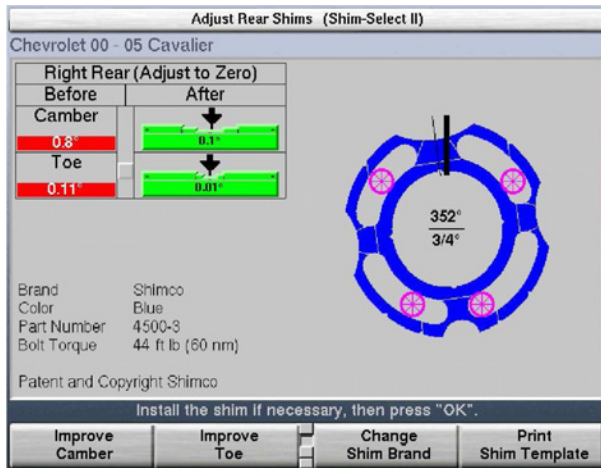 Adjust Rear Shims (Shim-Select II)
Chevrolet 00 - 05 Cavalier
Right Rear (Adjust to Zero)
Before After
Camber
0.8° 0.1°
Toe
0.11° 0.01°
352°
3/4°
Brand Shimco
Color Blue
Part Number 4500-3
Bolt Torque 44 ft lb (60 nm)
Patent and Copyright Shimco
Install the shim if necessary, then press "OK".
Improve Camber
Improve Toe
Change Shim Brand
Print Shim Template